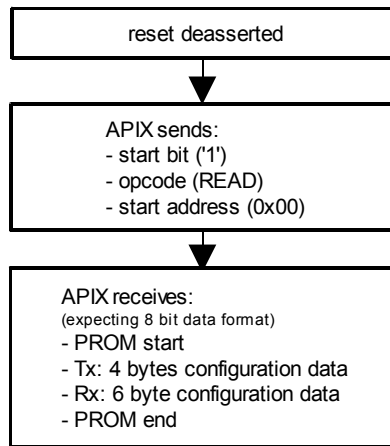 reset deasserted
APIX sends:
- start bit ('1')
- opcode (READ)
- start address (0x00)
APIX receives:
(expecting 8 bit data format)
- PROM start
- Tx: 4 bytes configuration data
- Rx: 6 byte configuration data
- PROM end